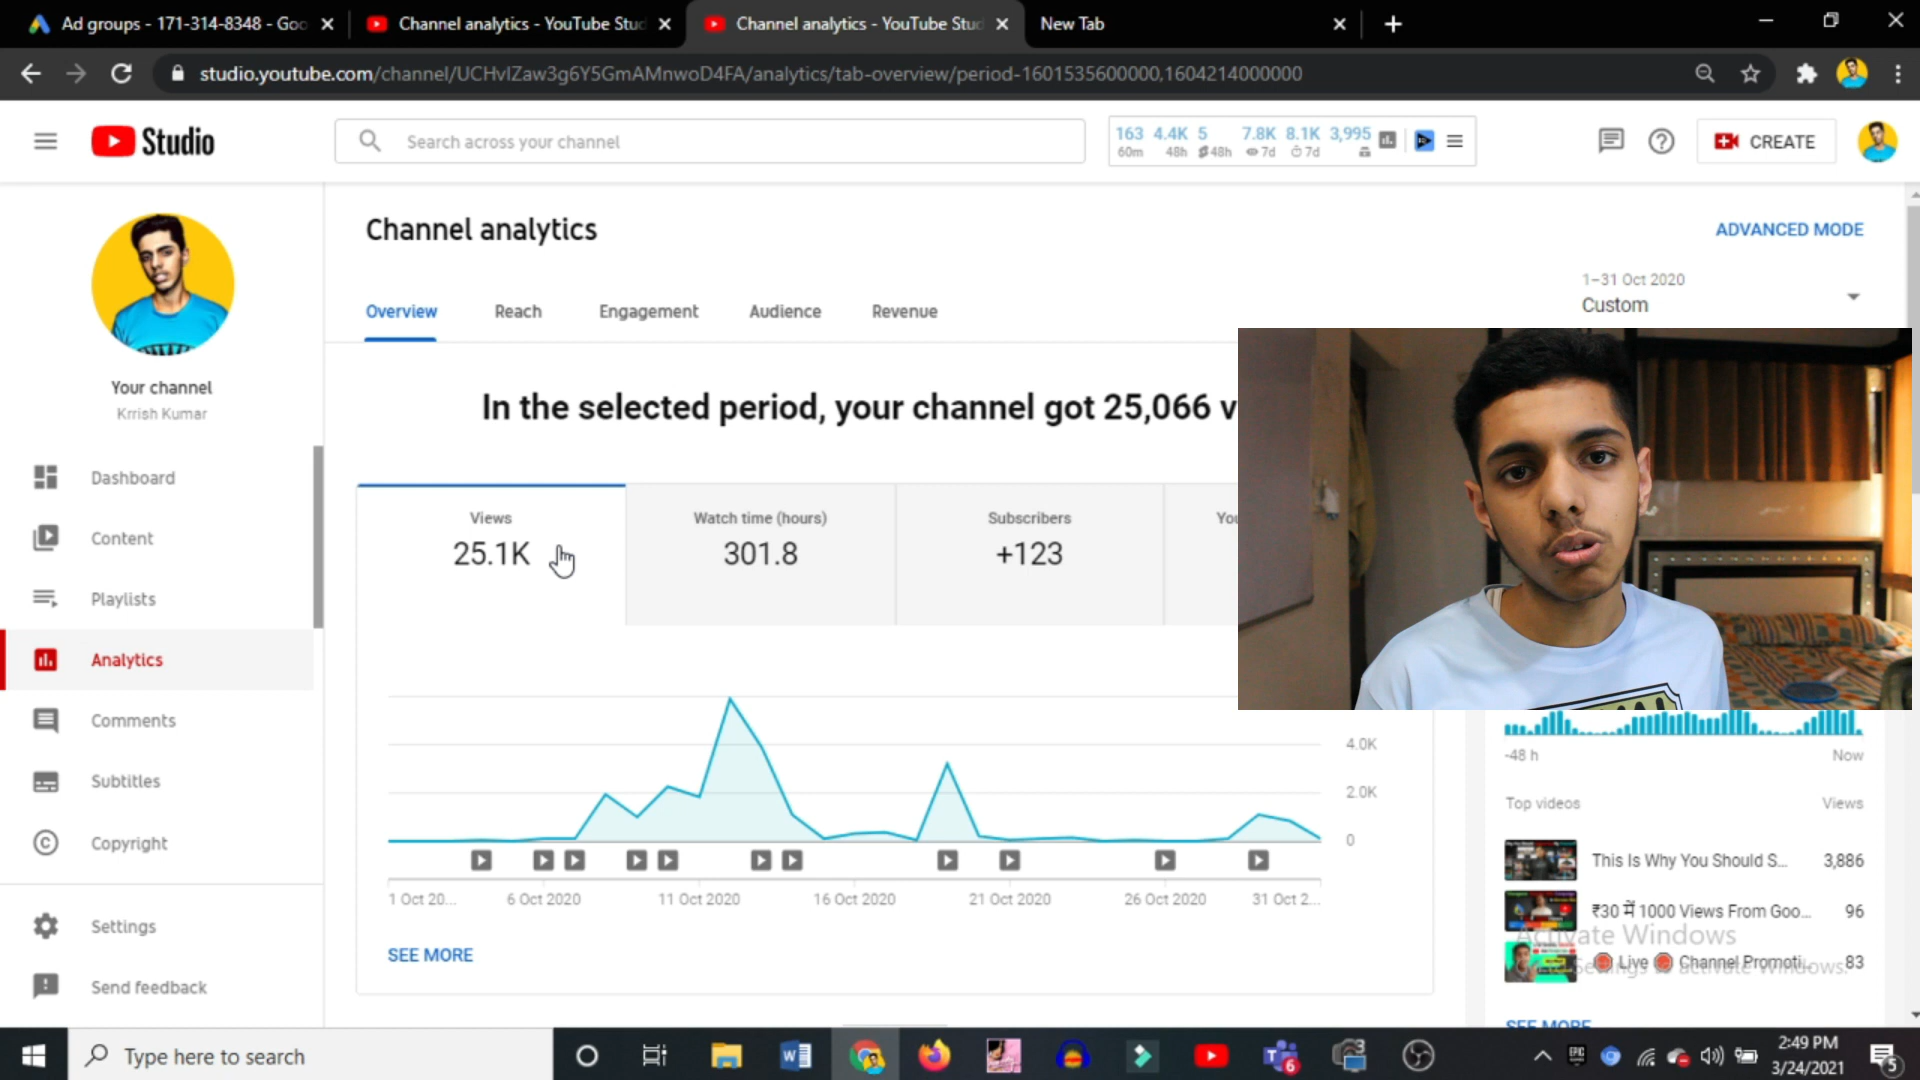 Ad groups - 171-314-8348 - Goo
Channel analytics - YouTube Stud
Channel analytics - YouTube Stud
New Tab
studio.youtube.com/channel/UCHvIZaw3g6Y5GmAMnwoD4FA/analytics/tab-overview/period-1601535600000,1604214000000
Studio
Search across your channel
163 4.4K 5 7.8K 8.1K 3,995
60m 48h 48h 7d 7d
CREATE
Channel analytics
ADVANCED MODE
1–31 Oct 2020
Custom
Overview Reach Engagement Audience Revenue
Your channel
Krrish Kumar
In the selected period, your channel got 25,066 v
Dashboard
Content
Playlists
Analytics
Comments
Subtitles
Copyright
Settings
Send feedback
Views
25.1K
Watch time (hours)
301.8
Subscribers
+123
You
4.0K
2.0K
0
1 Oct 20... 6 Oct 2020 11 Oct 2020 16 Oct 2020 21 Oct 2020 26 Oct 2020 31 Oct 2...
SEE MORE
-48 h Now
Top videos Views
This Is Why You Should S... 3,886
₹30 में 1000 Views From Goo... 96
Activate Windows
Live Channel Promoti... 83
Settings to activate Windows.
SEE MORE
Type here to search
2:49 PM
3/24/2021